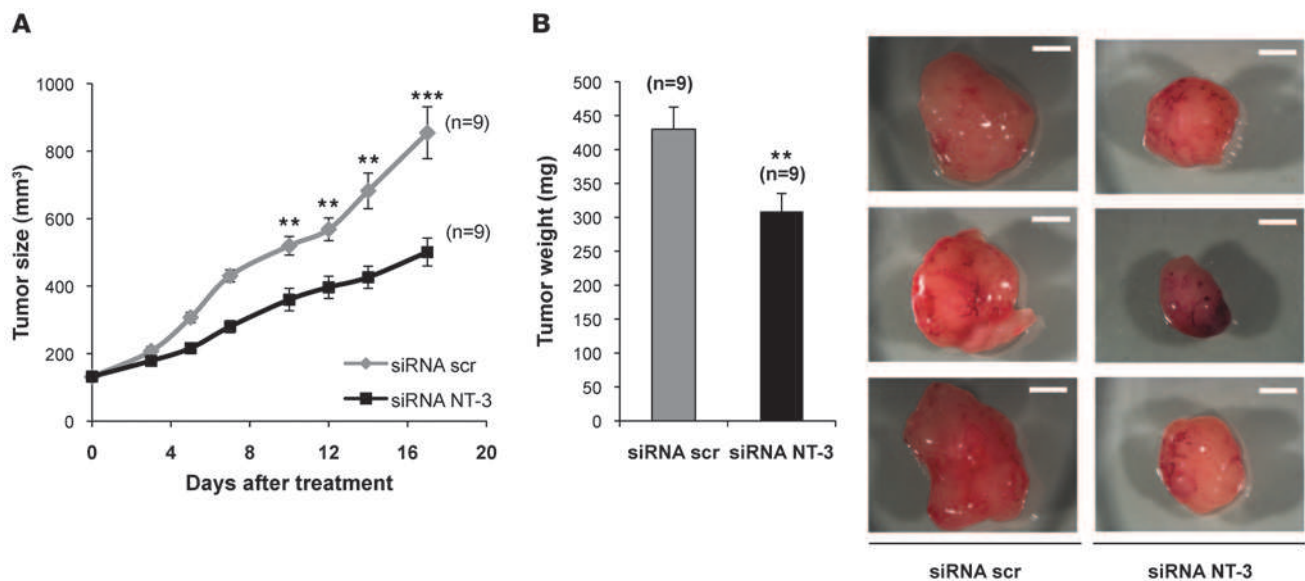 A
Tumor size (mm³)
1000
800
600
400
200
0
0 4 8 12 16 20
Days after treatment
**
**
**
***
(n=9)
(n=9)
siRNA scr
siRNA NT-3
B
Tumor weight (mg)
500
450
400
350
300
250
200
150
100
50
0
(n=9)
**
(n=9)
siRNA scr siRNA NT-3
siRNA scr siRNA NT-3